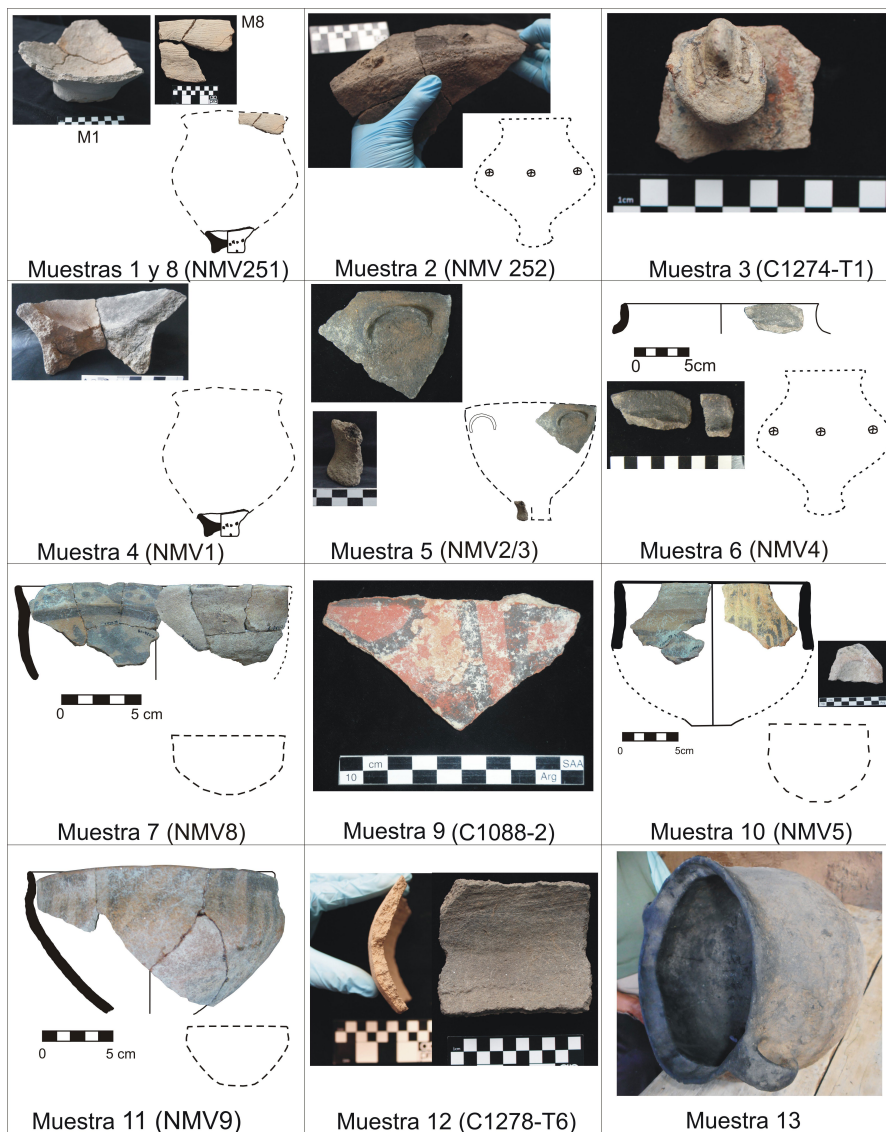 M8
M1
Muestras 1 y 8 (NMV251)
Muestra 2 (NMV 252)
1cm
Muestra 3 (C1274-T1)
Muestra 4 (NMV1)
Muestra 5 (NMV2/3)
5cm
Muestra 6 (NMV4)
0 5 cm
Muestra 7 (NMV8)
cm SAA
10 Arg
Muestra 9 (C1088-2)
0 5cm
Muestra 10 (NMV5)
0 5 cm
Muestra 11 (NMV9)
1cm
Muestra 12 (C1278-T6)
Muestra 13